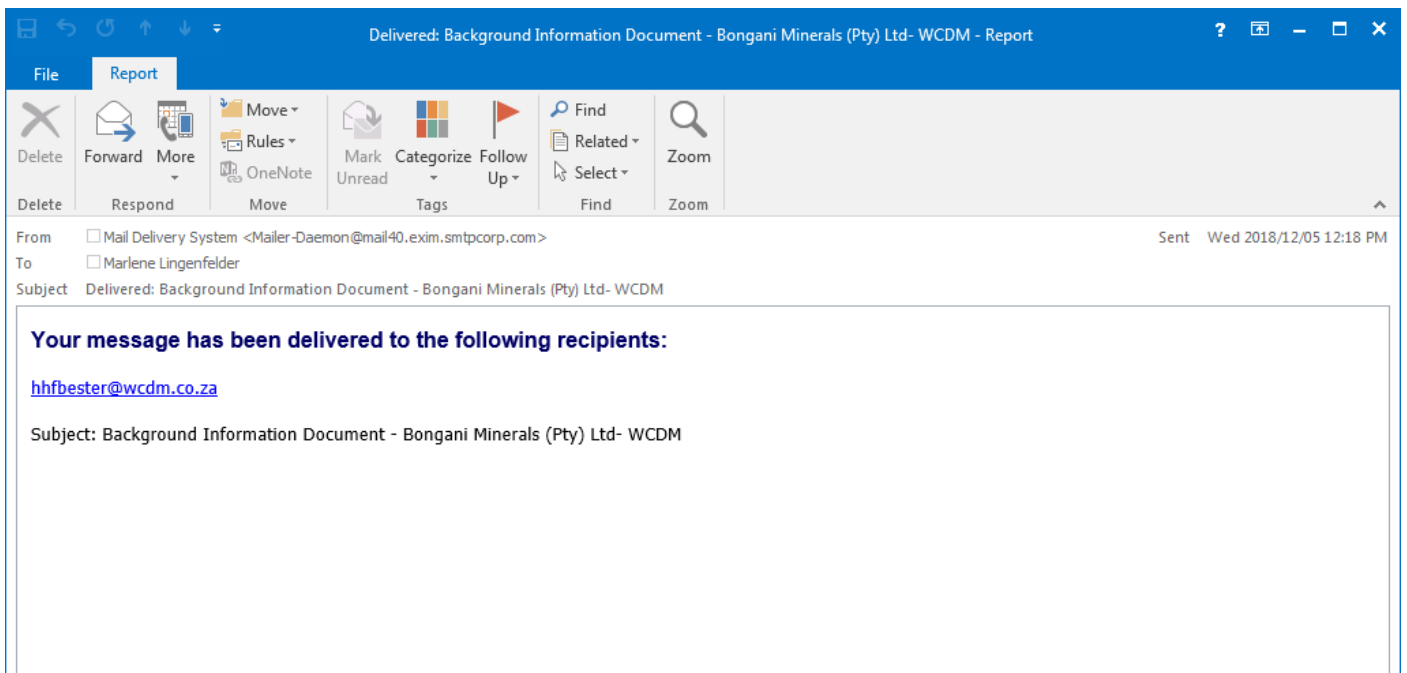 Delivered: Background Information Document - Bongani Minerals (Pty) Ltd- WCDM - Report
?
File Report
Delete
Forward
More
Move
Rules
OneNote
Mark Unread
Categorize
Follow Up
Find
Related
Select
Zoom
Delete Respond Move Tags Find Zoom
From Mail Delivery System <Mailer-Daemon@mail40.exim.smtpcorp.com> Sent Wed 2018/12/05 12:18 PM
To Marlene Lingenfelder
Subject Delivered: Background Information Document - Bongani Minerals (Pty) Ltd- WCDM
Your message has been delivered to the following recipients:
hhfbester@wcdm.co.za
Subject: Background Information Document - Bongani Minerals (Pty) Ltd- WCDM